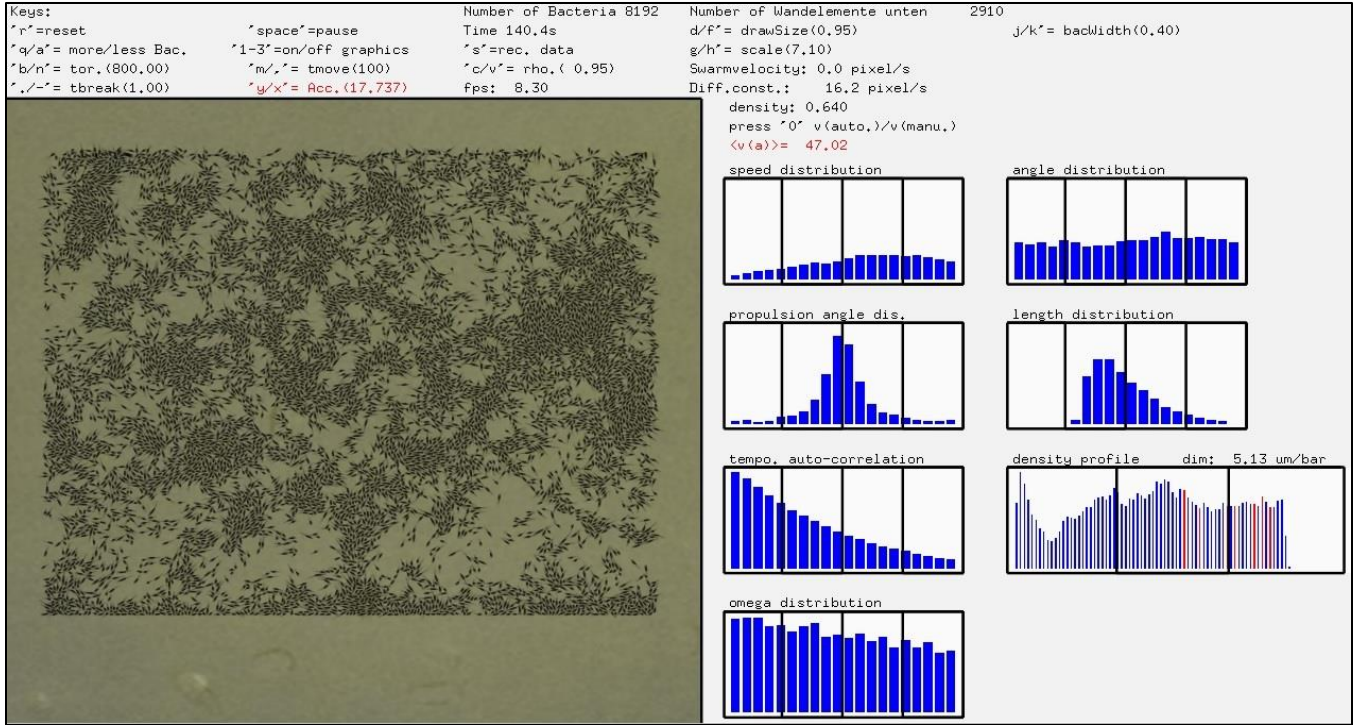 Keys: Number of Bacteria 8192 Number of Wandelemente unten 2910
´r´=reset ´space´=pause Time 140.4s d/f´= drawSize(0.95) j/k´= bacWidth(0.40)
´q/a´= more/less Bac. ´1-3´=on/off graphics ´s´=rec. data g/h´= scale(7.10)
´b/n´= tor.(800.00) ´m/,´= tmove(100) ´c/v´= rho.( 0.95) Swarmvelocity: 0.0 pixel/s
´./-´= tbreak(1.00) ´y/x´= Acc.(17.737) fps: 8.30 Diff.const.: 16.2 pixel/s
density: 0.640
press ´0´ v(auto.)/v(manu.)
<v(a)>= 47.02
speed distribution angle distribution
propulsion angle dis. length distribution
tempo. auto-correlation density profile dim: 5.13 um/bar
omega distribution